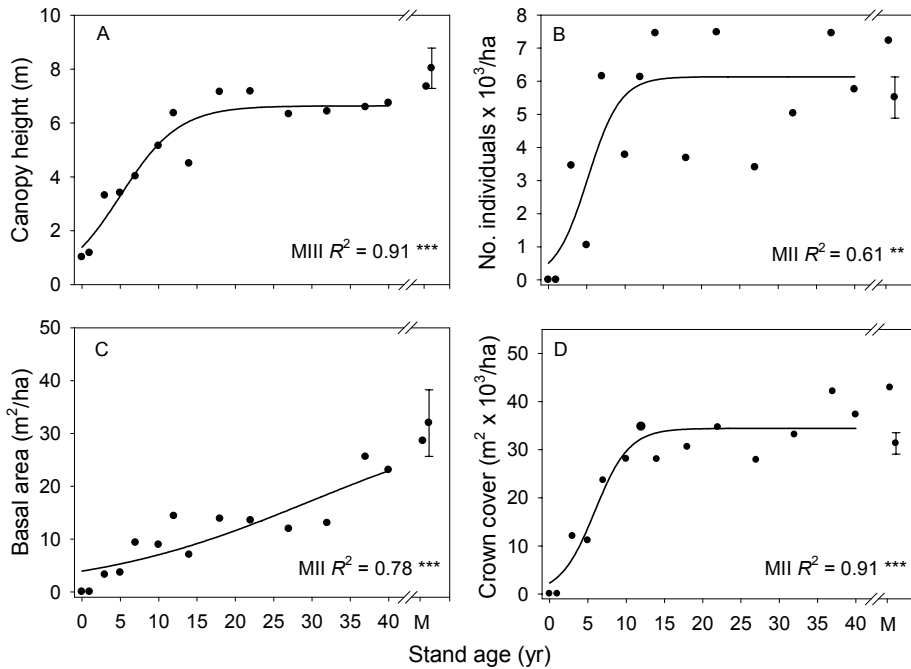 A
Canopy height (m)
10
8
6
4
2
0
MIII R² = 0.91 ***
B
No. individuals x 10³/ha
8
7
6
5
4
3
2
1
0
MII R² = 0.61 **
C
Basal area (m²/ha)
50
40
30
20
10
0
MII R² = 0.78 ***
0 5 10 15 20 25 30 35 40 M
D
Crown cover (m² x 10³/ha)
50
40
30
20
10
0
MII R² = 0.91 ***
0 5 10 15 20 25 30 35 40 M
Stand age (yr)